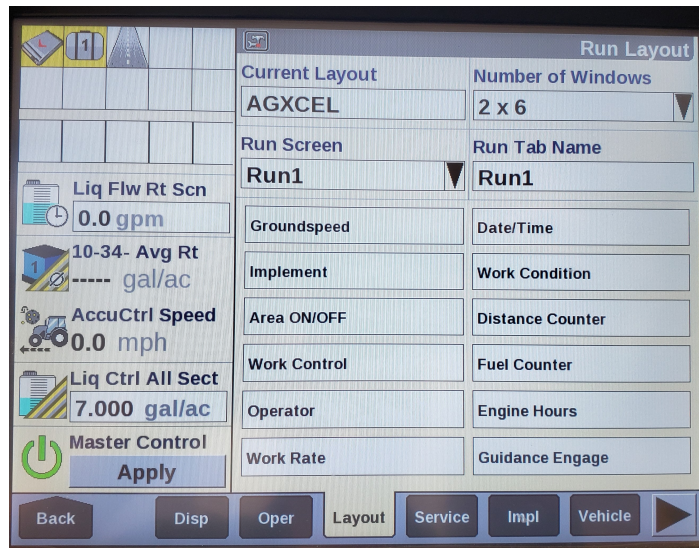 L
1
Run Layout
Current Layout
Number of Windows
AGXCEL
2 x 6
Run Screen
Run Tab Name
Run1
Run1
Liq Flw Rt Scn
0.0 gpm
10-34- Avg Rt
1
----- gal/ac
AccuCtrl Speed
0.0 mph
Liq Ctrl All Sect
7.000 gal/ac
Master Control
Apply
Groundspeed
Date/Time
Implement
Work Condition
Area ON/OFF
Distance Counter
Work Control
Fuel Counter
Operator
Engine Hours
Work Rate
Guidance Engage
Back
Disp
Oper
Layout
Service
Impl
Vehicle